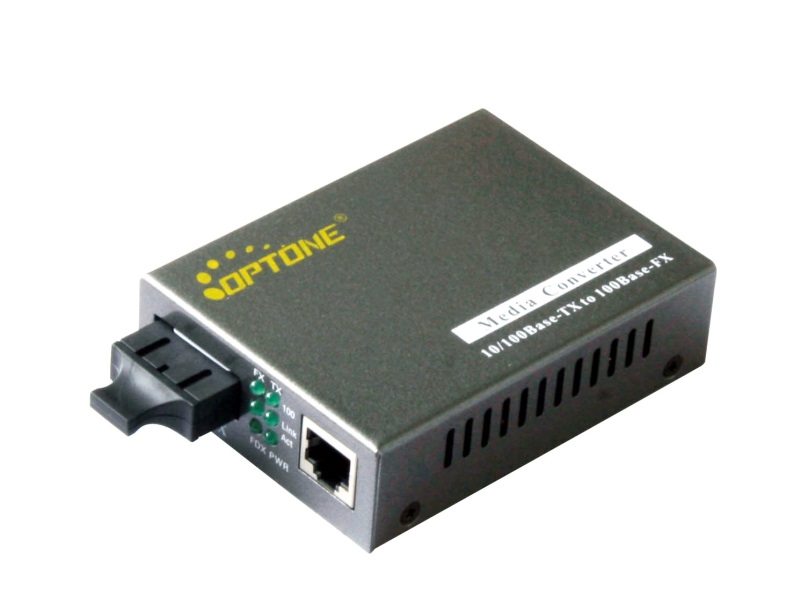 OPTONE®
Media Converter
10/100Base-TX to 100Base-FX
FX TX
100
Link
Act
FDX PWR